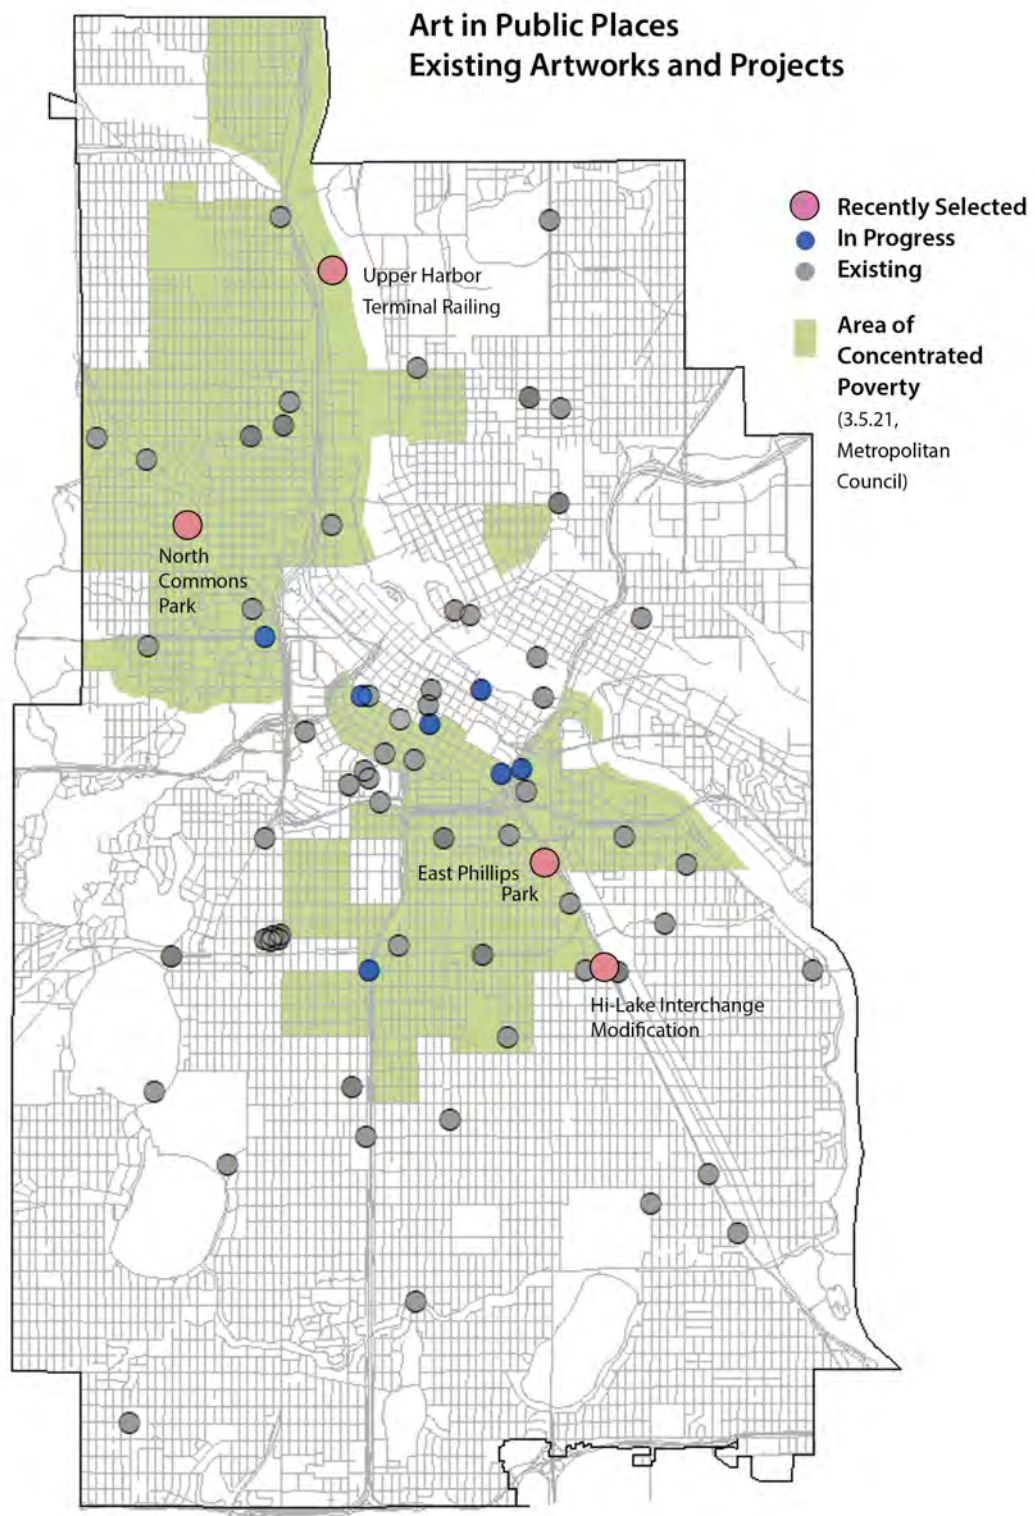 Art in Public Places
Existing Artworks and Projects
Recently Selected
In Progress
Existing
Area of
Concentrated
Poverty
(3.5.21,
Metropolitan
Council)
Upper Harbor
Terminal Railing
North
Commons
Park
East Phillips
Park
Hi-Lake Interchange
Modification